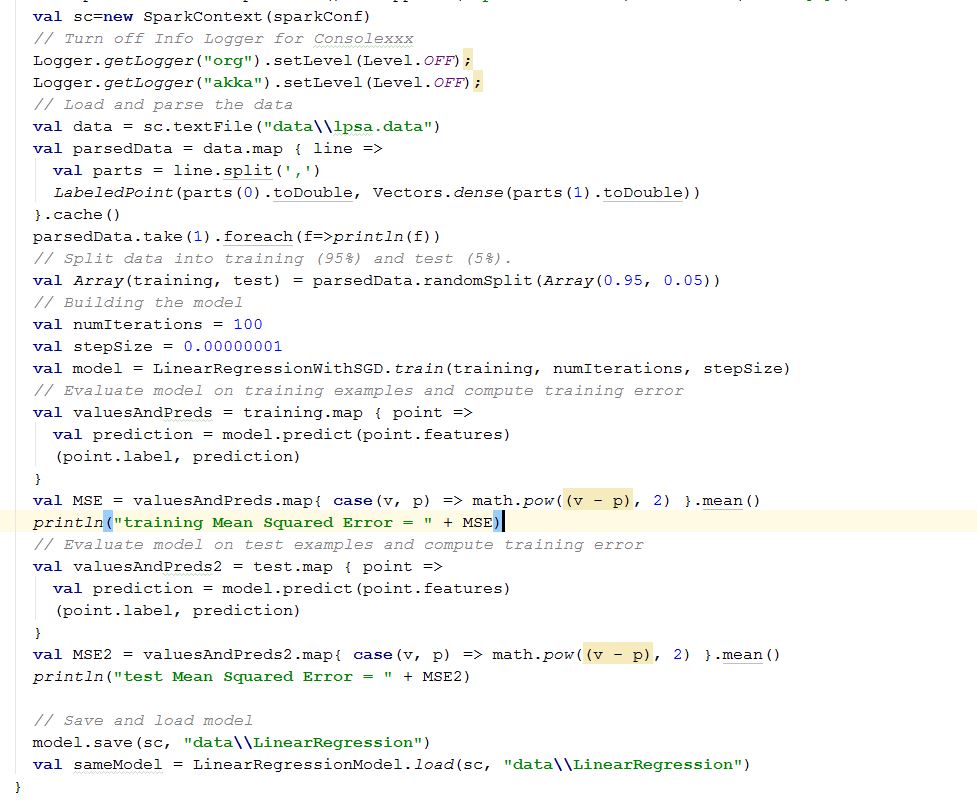 val sc=new SparkContext(sparkConf)
// Turn off Info Logger for Consolexxx
Logger.getLogger("org").setLevel(Level.OFF);
Logger.getLogger("akka").setLevel(Level.OFF);
// Load and parse the data
val data = sc.textFile("data\\lpsa.data")
val parsedData = data.map { line =>
  val parts = line.split(',')
  LabeledPoint(parts(0).toDouble, Vectors.dense(parts(1).toDouble))
}.cache()
parsedData.take(1).foreach(f=>println(f))
// Split data into training (95%) and test (5%).
val Array(training, test) = parsedData.randomSplit(Array(0.95, 0.05))
// Building the model
val numIterations = 100
val stepSize = 0.00000001
val model = LinearRegressionWithSGD.train(training, numIterations, stepSize)
// Evaluate model on training examples and compute training error
val valuesAndPreds = training.map { point =>
  val prediction = model.predict(point.features)
  (point.label, prediction)
}
val MSE = valuesAndPreds.map{ case(v, p) => math.pow((v - p), 2) }.mean()
println("training Mean Squared Error = " + MSE)
// Evaluate model on test examples and compute training error
val valuesAndPreds2 = test.map { point =>
  val prediction = model.predict(point.features)
  (point.label, prediction)
}
val MSE2 = valuesAndPreds2.map{ case(v, p) => math.pow((v - p), 2) }.mean()
println("test Mean Squared Error = " + MSE2)
// Save and load model
model.save(sc, "data\\LinearRegression")
val sameModel = LinearRegressionModel.load(sc, "data\\LinearRegression")
}